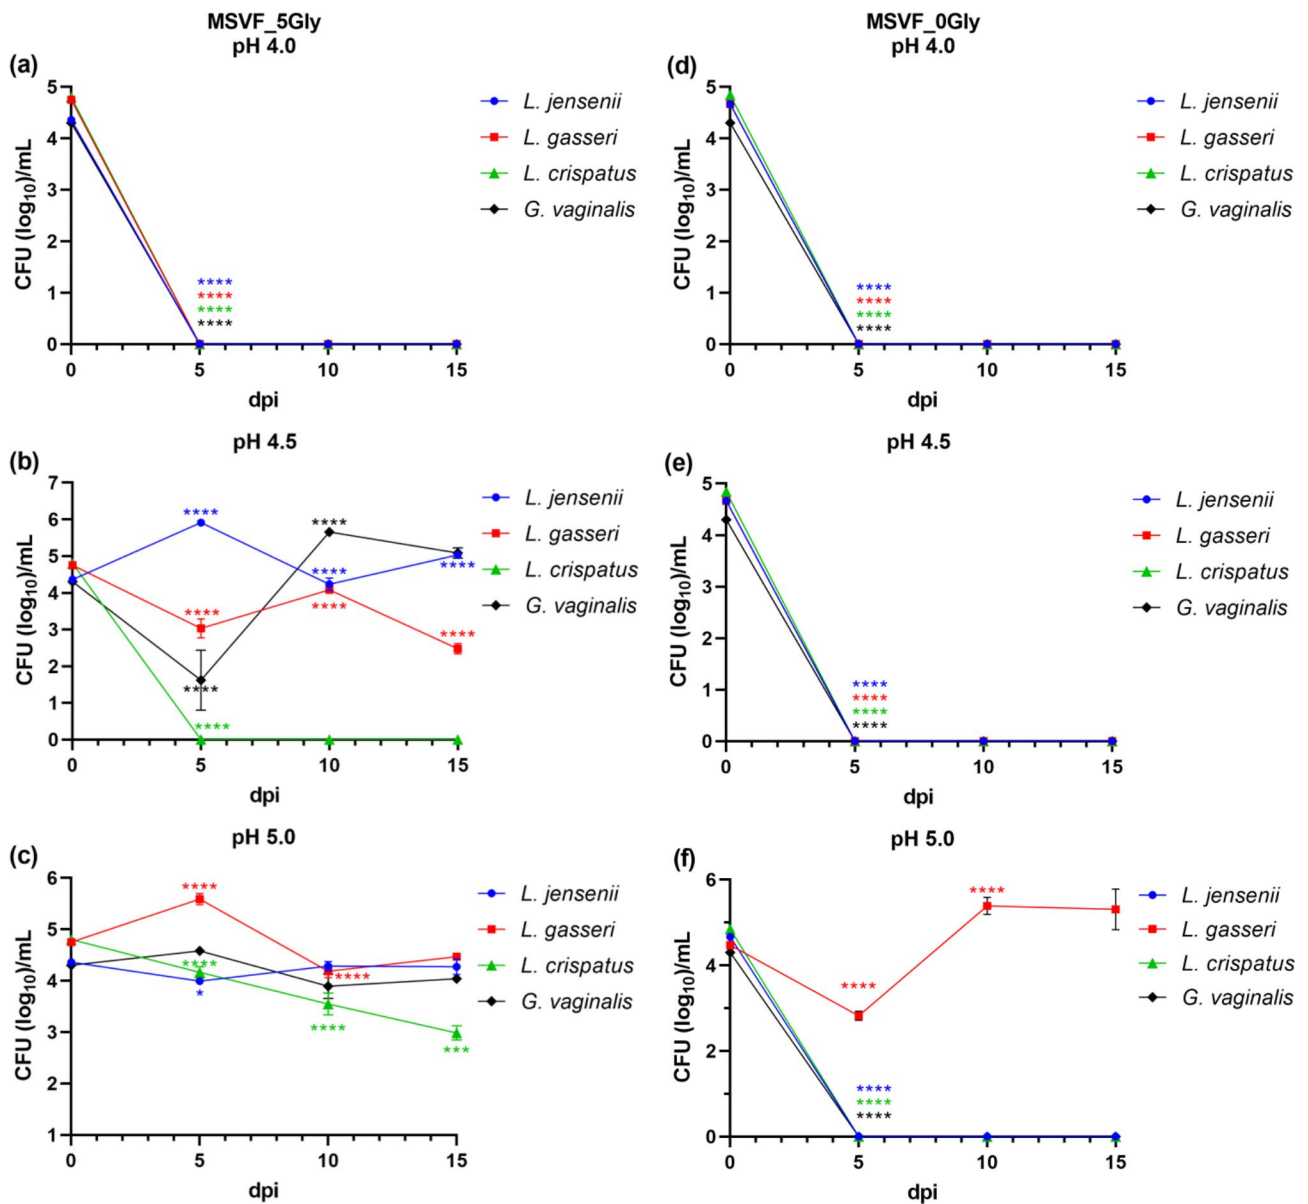 MSVF_5Gly
pH 4.0
(a)
CFU (log10)/mL
5
4
3
2
1
0
0 5 10 15
dpi
****
****
****
****
L. jensenii
L. gasseri
L. crispatus
G. vaginalis
MSVF_0Gly
pH 4.0
(d)
CFU (log10)/mL
5
4
3
2
1
0
0 5 10 15
dpi
****
****
****
****
L. jensenii
L. gasseri
L. crispatus
G. vaginalis
pH 4.5
(b)
CFU (log10)/mL
7
6
5
4
3
2
1
0
0 5 10 15
dpi
**** ****
**** ****
**** **** ****
****
****
L. jensenii
L. gasseri
L. crispatus
G. vaginalis
pH 4.5
(e)
CFU (log10)/mL
5
4
3
2
1
0
0 5 10 15
dpi
****
****
****
****
L. jensenii
L. gasseri
L. crispatus
G. vaginalis
pH 5.0
(c)
CFU (log10)/mL
6
5
4
3
2
1
0 5 10 15
dpi
****
****
*
****
****
***
L. jensenii
L. gasseri
L. crispatus
G. vaginalis
pH 5.0
(f)
CFU (log10)/mL
6
4
2
0
0 5 10 15
dpi
****
****
****
****
****
L. jensenii
L. gasseri
L. crispatus
G. vaginalis